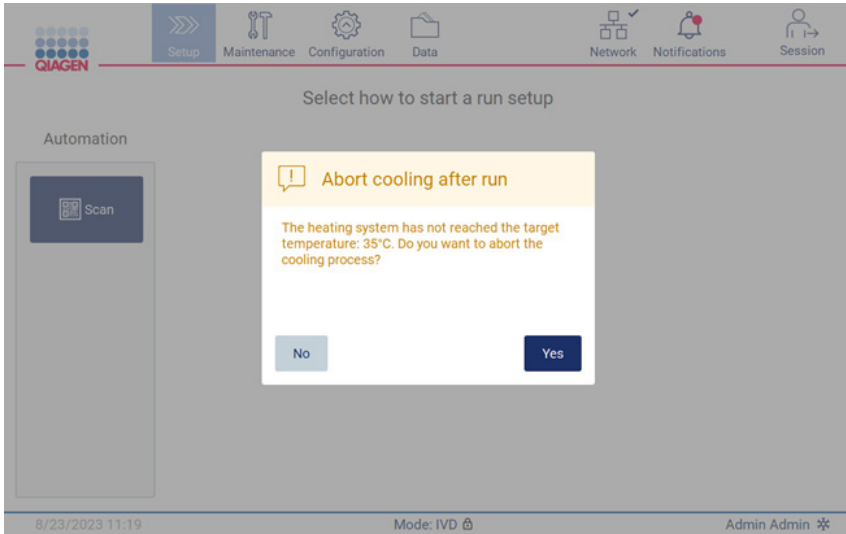 QIAGEN
Setup
Maintenance
Configuration
Data
Network
Notifications
Session
Select how to start a run setup
Automation
Scan
Abort cooling after run
The heating system has not reached the target
temperature: 35°C. Do you want to abort the
cooling process?
No
Yes
8/23/2023 11:19
Mode: IVD
Admin Admin